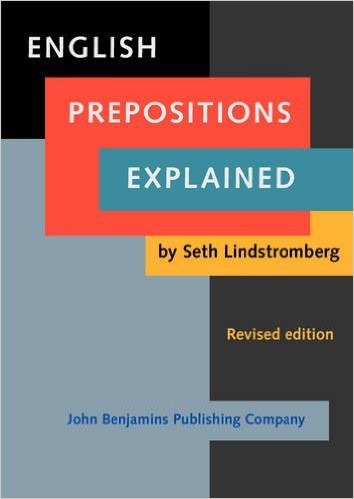 ENGLISH
PREPOSITIONS
EXPLAINED
by Seth Lindstromberg
Revised edition
John Benjamins Publishing Company